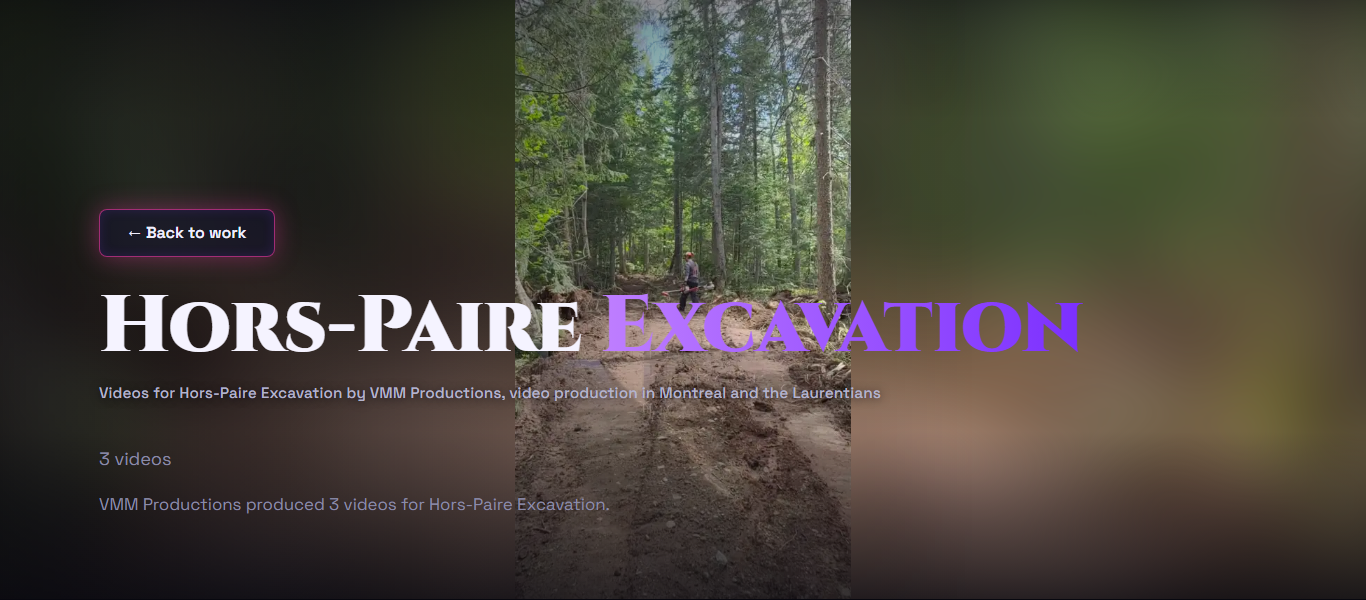 ← Back to work
Hors-Paire Excavation
Videos for Hors-Paire Excavation by VMM Productions, video production in Montreal and the Laurentians
3 videos
VMM Productions produced 3 videos for Hors-Paire Excavation.